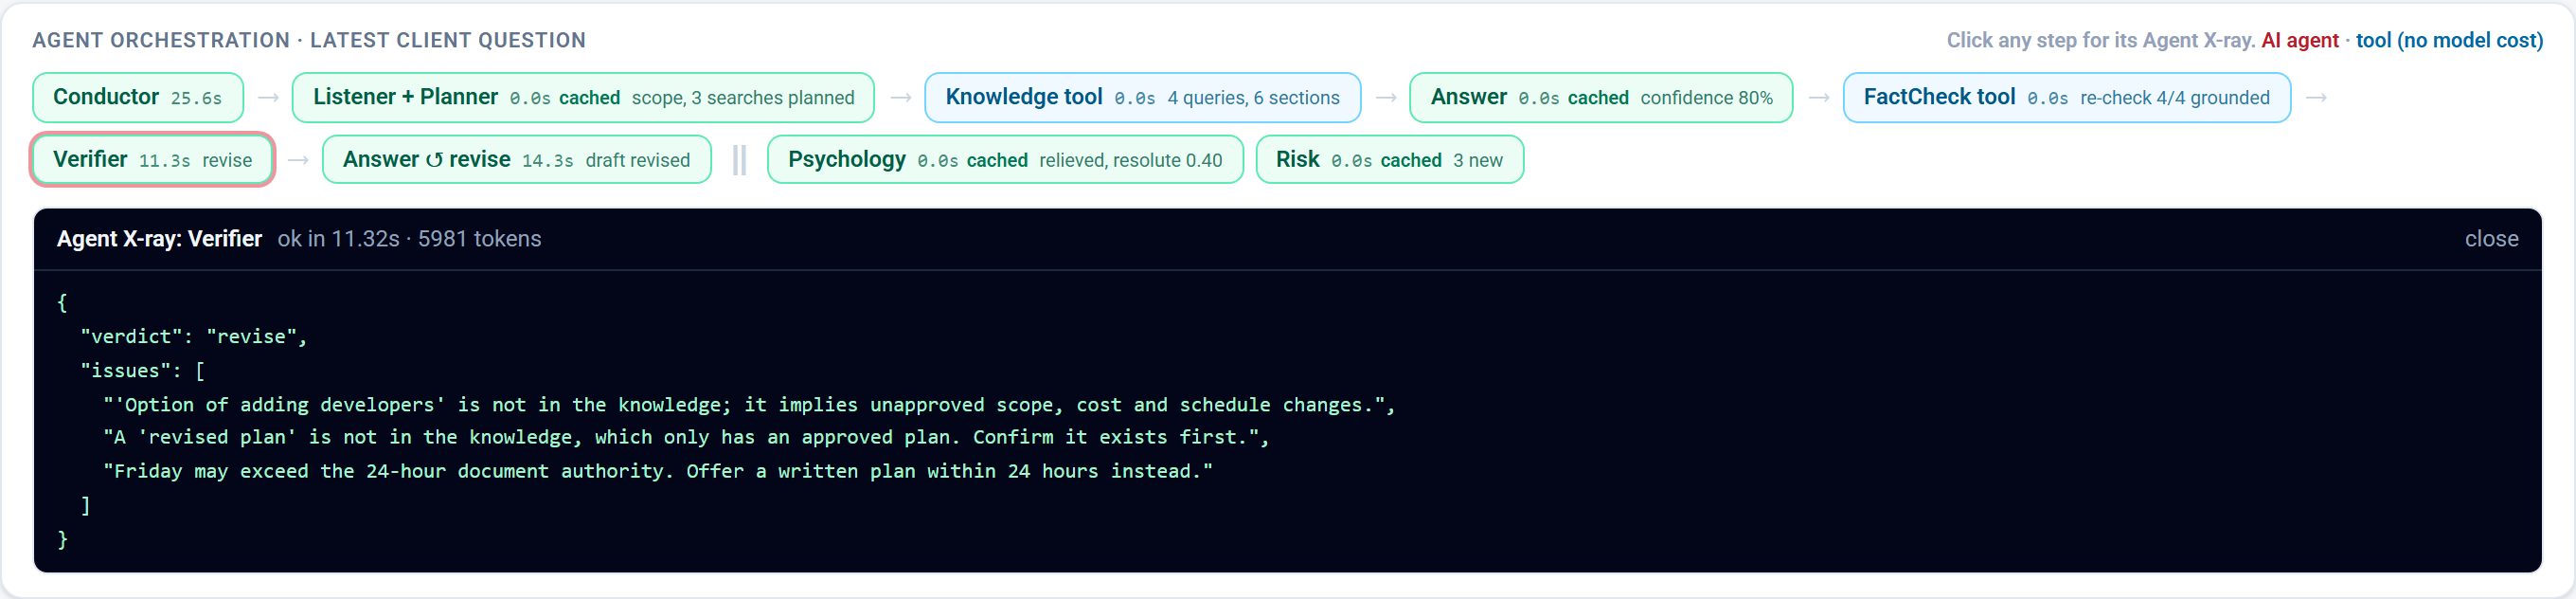 AGENT ORCHESTRATION · LATEST CLIENT QUESTION
Click any step for its Agent X-ray. AI agent · tool (no model cost)
Conductor 25.6s → Listener + Planner 0.0s cached scope, 3 searches planned → Knowledge tool 0.0s 4 queries, 6 sections → Answer 0.0s cached confidence 80% → FactCheck tool 0.0s re-check 4/4 grounded →
Verifier 11.3s revise → Answer ↺ revise 14.3s draft revised || Psychology 0.0s cached relieved, resolute 0.40 Risk 0.0s cached 3 new
Agent X-ray: Verifier ok in 11.32s · 5981 tokens close
{
"verdict": "revise",
"issues": [
"'Option of adding developers' is not in the knowledge; it implies unapproved scope, cost and schedule changes.",
"A 'revised plan' is not in the knowledge, which only has an approved plan. Confirm it exists first.",
"Friday may exceed the 24-hour document authority. Offer a written plan within 24 hours instead."
]
}